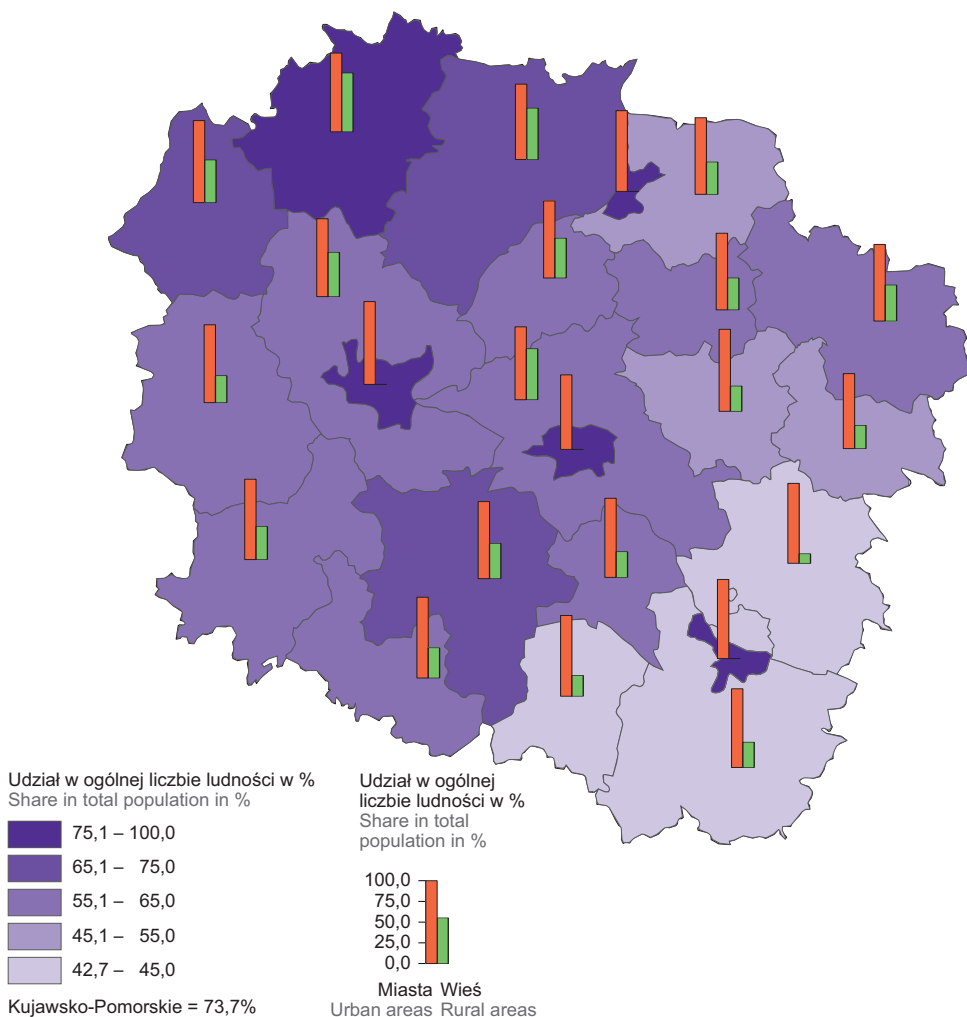 Udział w ogólnej liczbie ludności w %
Share in total population in %
75,1 – 100,0
65,1 – 75,0
55,1 – 65,0
45,1 – 55,0
42,7 – 45,0
Kujawsko-Pomorskie = 73,7%
Udział w ogólnej
liczbie ludności w %
Share in total
population in %
100,0
75,0
50,0
25,0
0,0
Miasta Wieś
Urban areas Rural areas